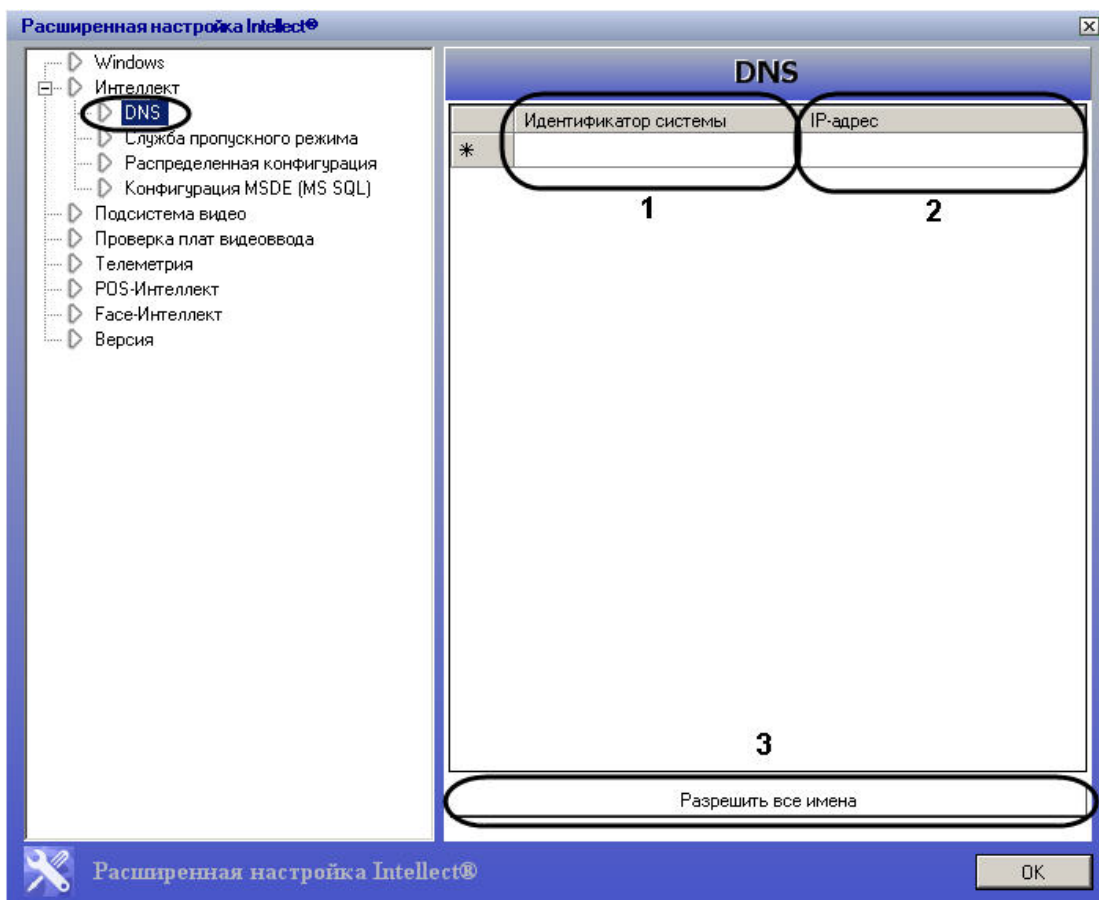 Расширенная настройка Intellect®
Windows
Интеллект
DNS
Служба пропускного режима
Распределенная конфигурация
Конфигурация MSDE (MS SQL)
Подсистема видео
Проверка плат видеоввода
Телеметрия
POS-Интеллект
Face-Интеллект
Версия
DNS
Идентификатор системы IP-адрес
*
1 2
3
Разрешить все имена
Расширенная настройка Intellect®
OK